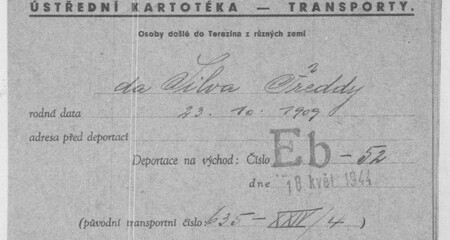 ÚSTŘEDNÍ KARTOTÉKA — TRANSPORTY.
Osoby došlé do Terezína z různých zemí
da Silva Fředdy
rodná data 23. 10. 1909
adresa před deportací
Deportace na východ: Číslo Eb - 52
dne 18. květ. 1944
(původní transportní číslo: 635 - XXIV/4)